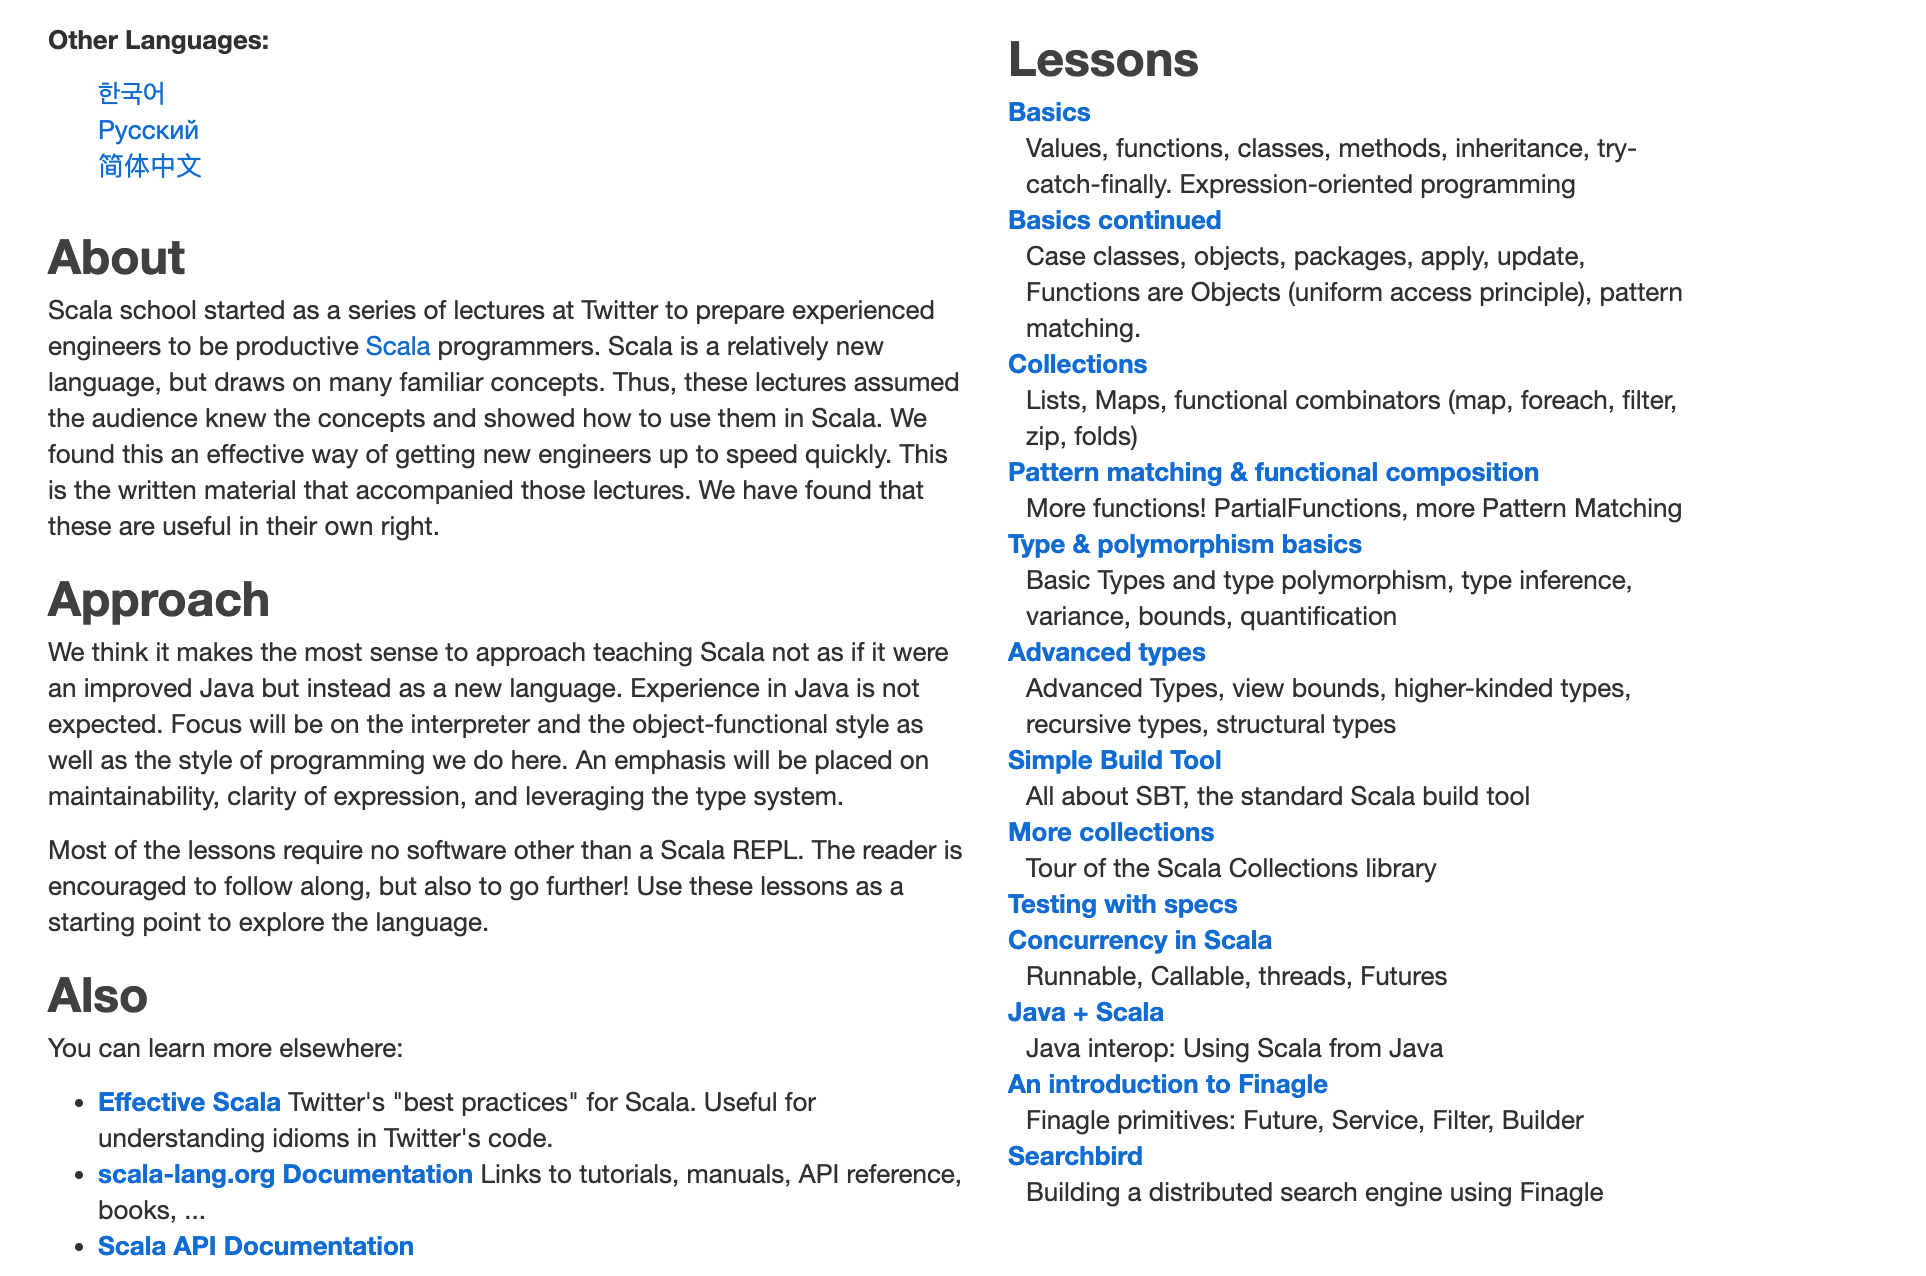 Other Languages:
한국어
Русский
简体中文
About
Scala school started as a series of lectures at Twitter to prepare experienced
engineers to be productive Scala programmers. Scala is a relatively new
language, but draws on many familiar concepts. Thus, these lectures assumed
the audience knew the concepts and showed how to use them in Scala. We
found this an effective way of getting new engineers up to speed quickly. This
is the written material that accompanied those lectures. We have found that
these are useful in their own right.
Approach
We think it makes the most sense to approach teaching Scala not as if it were
an improved Java but instead as a new language. Experience in Java is not
expected. Focus will be on the interpreter and the object-functional style as
well as the style of programming we do here. An emphasis will be placed on
maintainability, clarity of expression, and leveraging the type system.
Most of the lessons require no software other than a Scala REPL. The reader is
encouraged to follow along, but also to go further! Use these lessons as a
starting point to explore the language.
Also
You can learn more elsewhere:
• Effective Scala Twitter's "best practices" for Scala. Useful for
understanding idioms in Twitter's code.
• scala-lang.org Documentation Links to tutorials, manuals, API reference,
books, ...
• Scala API Documentation
Lessons
Basics
Values, functions, classes, methods, inheritance, try-
catch-finally. Expression-oriented programming
Basics continued
Case classes, objects, packages, apply, update,
Functions are Objects (uniform access principle), pattern
matching.
Collections
Lists, Maps, functional combinators (map, foreach, filter,
zip, folds)
Pattern matching & functional composition
More functions! PartialFunctions, more Pattern Matching
Type & polymorphism basics
Basic Types and type polymorphism, type inference,
variance, bounds, quantification
Advanced types
Advanced Types, view bounds, higher-kinded types,
recursive types, structural types
Simple Build Tool
All about SBT, the standard Scala build tool
More collections
Tour of the Scala Collections library
Testing with specs
Concurrency in Scala
Runnable, Callable, threads, Futures
Java + Scala
Java interop: Using Scala from Java
An introduction to Finagle
Finagle primitives: Future, Service, Filter, Builder
Searchbird
Building a distributed search engine using Finagle